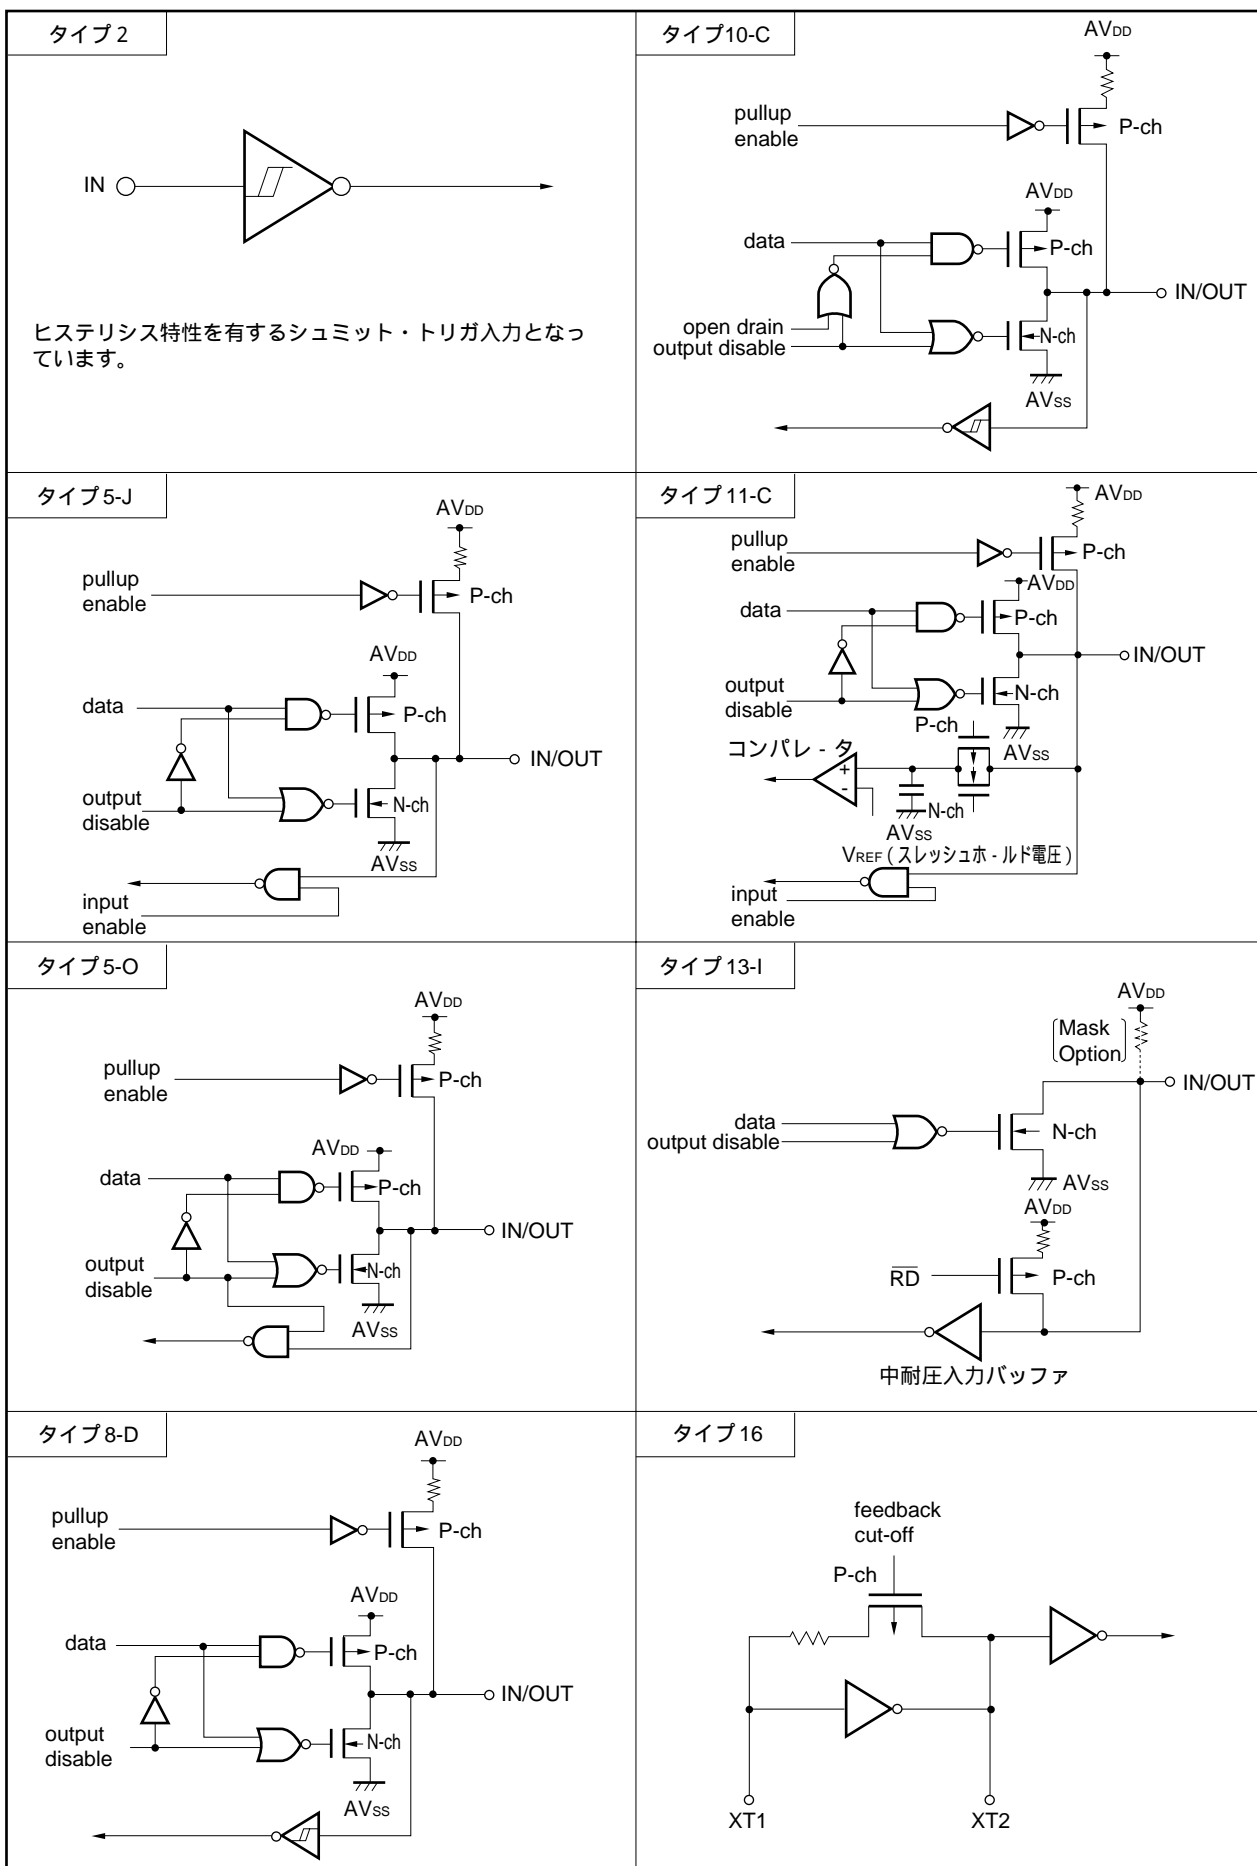 タイプ 2
IN
ヒステリシス特性を有するシュミット・トリガ入力となっ
ています。
タイプ10-C
AVDD
pullup
enable
P-ch
AVDD
data
P-ch
IN/OUT
open drain
output disable
N-ch
AVSS
タイプ 5-J
AVDD
pullup
enable
P-ch
AVDD
data
P-ch
IN/OUT
output
disable
N-ch
AVSS
input
enable
タイプ 11-C
AVDD
pullup
enable
P-ch
AVDD
data
P-ch
IN/OUT
output
disable
N-ch
P-ch
AVSS
コンパレ - タ
+
-
N-ch
AVSS
VREF ( スレッシュホ - ルド電圧 )
input
enable
タイプ 5-O
AVDD
pullup
enable
P-ch
AVDD
data
P-ch
IN/OUT
output
disable
N-ch
AVSS
タイプ 13-I
AVDD
[Mask
Option]
IN/OUT
data
output disable
N-ch
AVSS
AVDD
R̅D̅
P-ch
中耐圧入力バッファ
タイプ 8-D
AVDD
pullup
enable
P-ch
AVDD
data
P-ch
IN/OUT
output
disable
N-ch
AVSS
タイプ 16
feedback
cut-off
P-ch
XT1
XT2